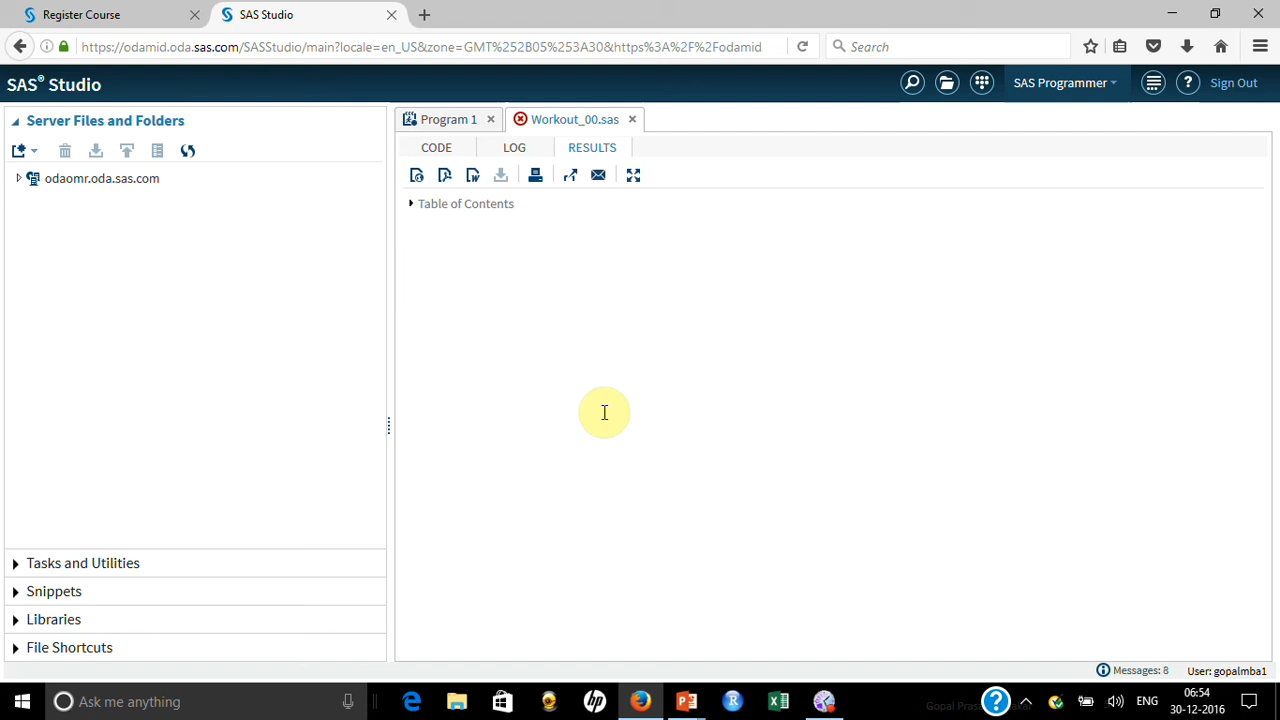 Register Course
SAS Studio
https://odamid.oda.sas.com/SASStudio/main?locale=en_US&zone=GMT%252B05%253A30&https%3A%2F%2Fodamid
Search
SAS® Studio
SAS Programmer
Sign Out
Server Files and Folders
odaomr.oda.sas.com
Tasks and Utilities
Snippets
Libraries
File Shortcuts
Program 1
Workout_00.sas
CODE
LOG
RESULTS
Table of Contents
Messages: 8
User: gopalmba1
Ask me anything
hp
ENG
06:54
30-12-2016